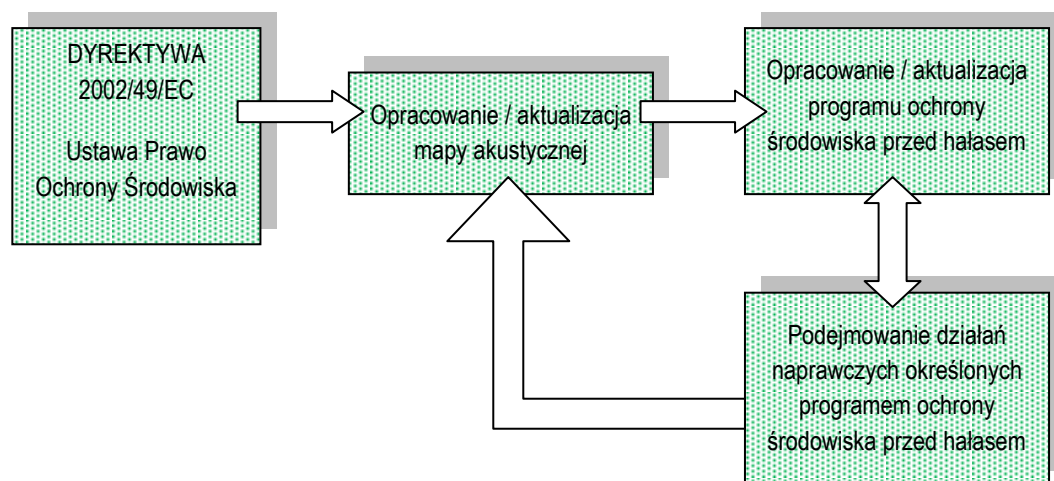 DYREKTYWA
2002/49/EC
Ustawa Prawo
Ochrony Środowiska
Opracowanie / aktualizacja
mapy akustycznej
Opracowanie / aktualizacja
programu ochrony
środowiska przed hałasem
Podejmowanie działań
naprawczych określonych
programem ochrony
środowiska przed hałasem